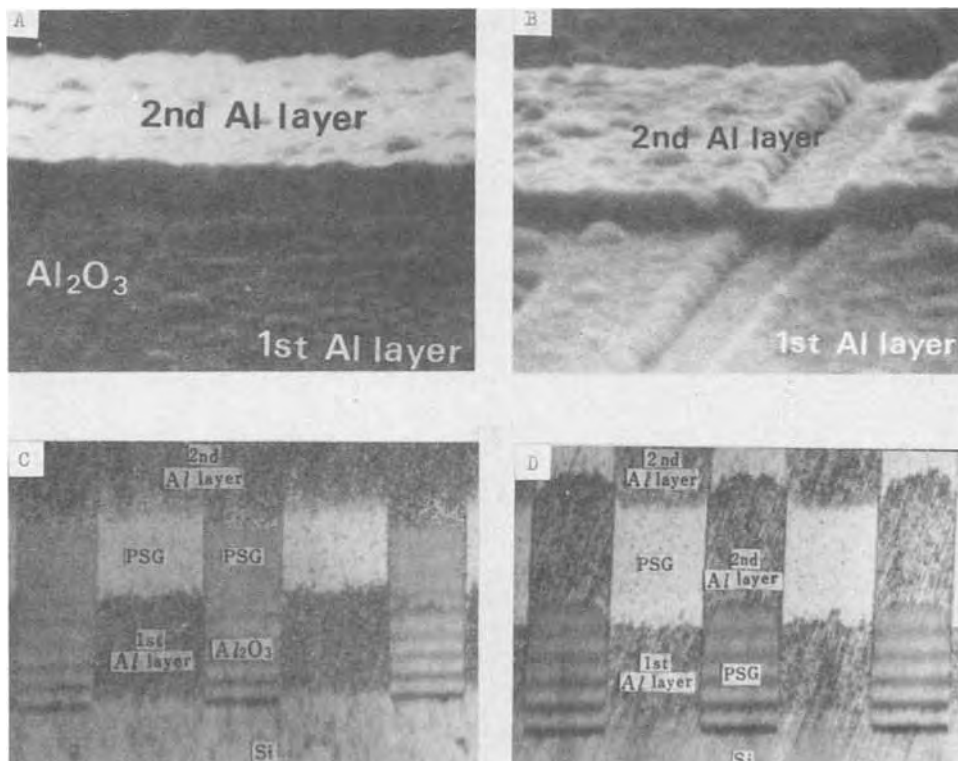 A
2nd Al layer
Al₂O₃
1st Al layer
B
2nd Al layer
1st Al layer
C
2nd
Al layer
PSG
PSG
1st
Al layer
Al₂O₃
Si
D
2nd
Al layer
PSG
2nd
Al layer
1st
Al layer
PSG
Si